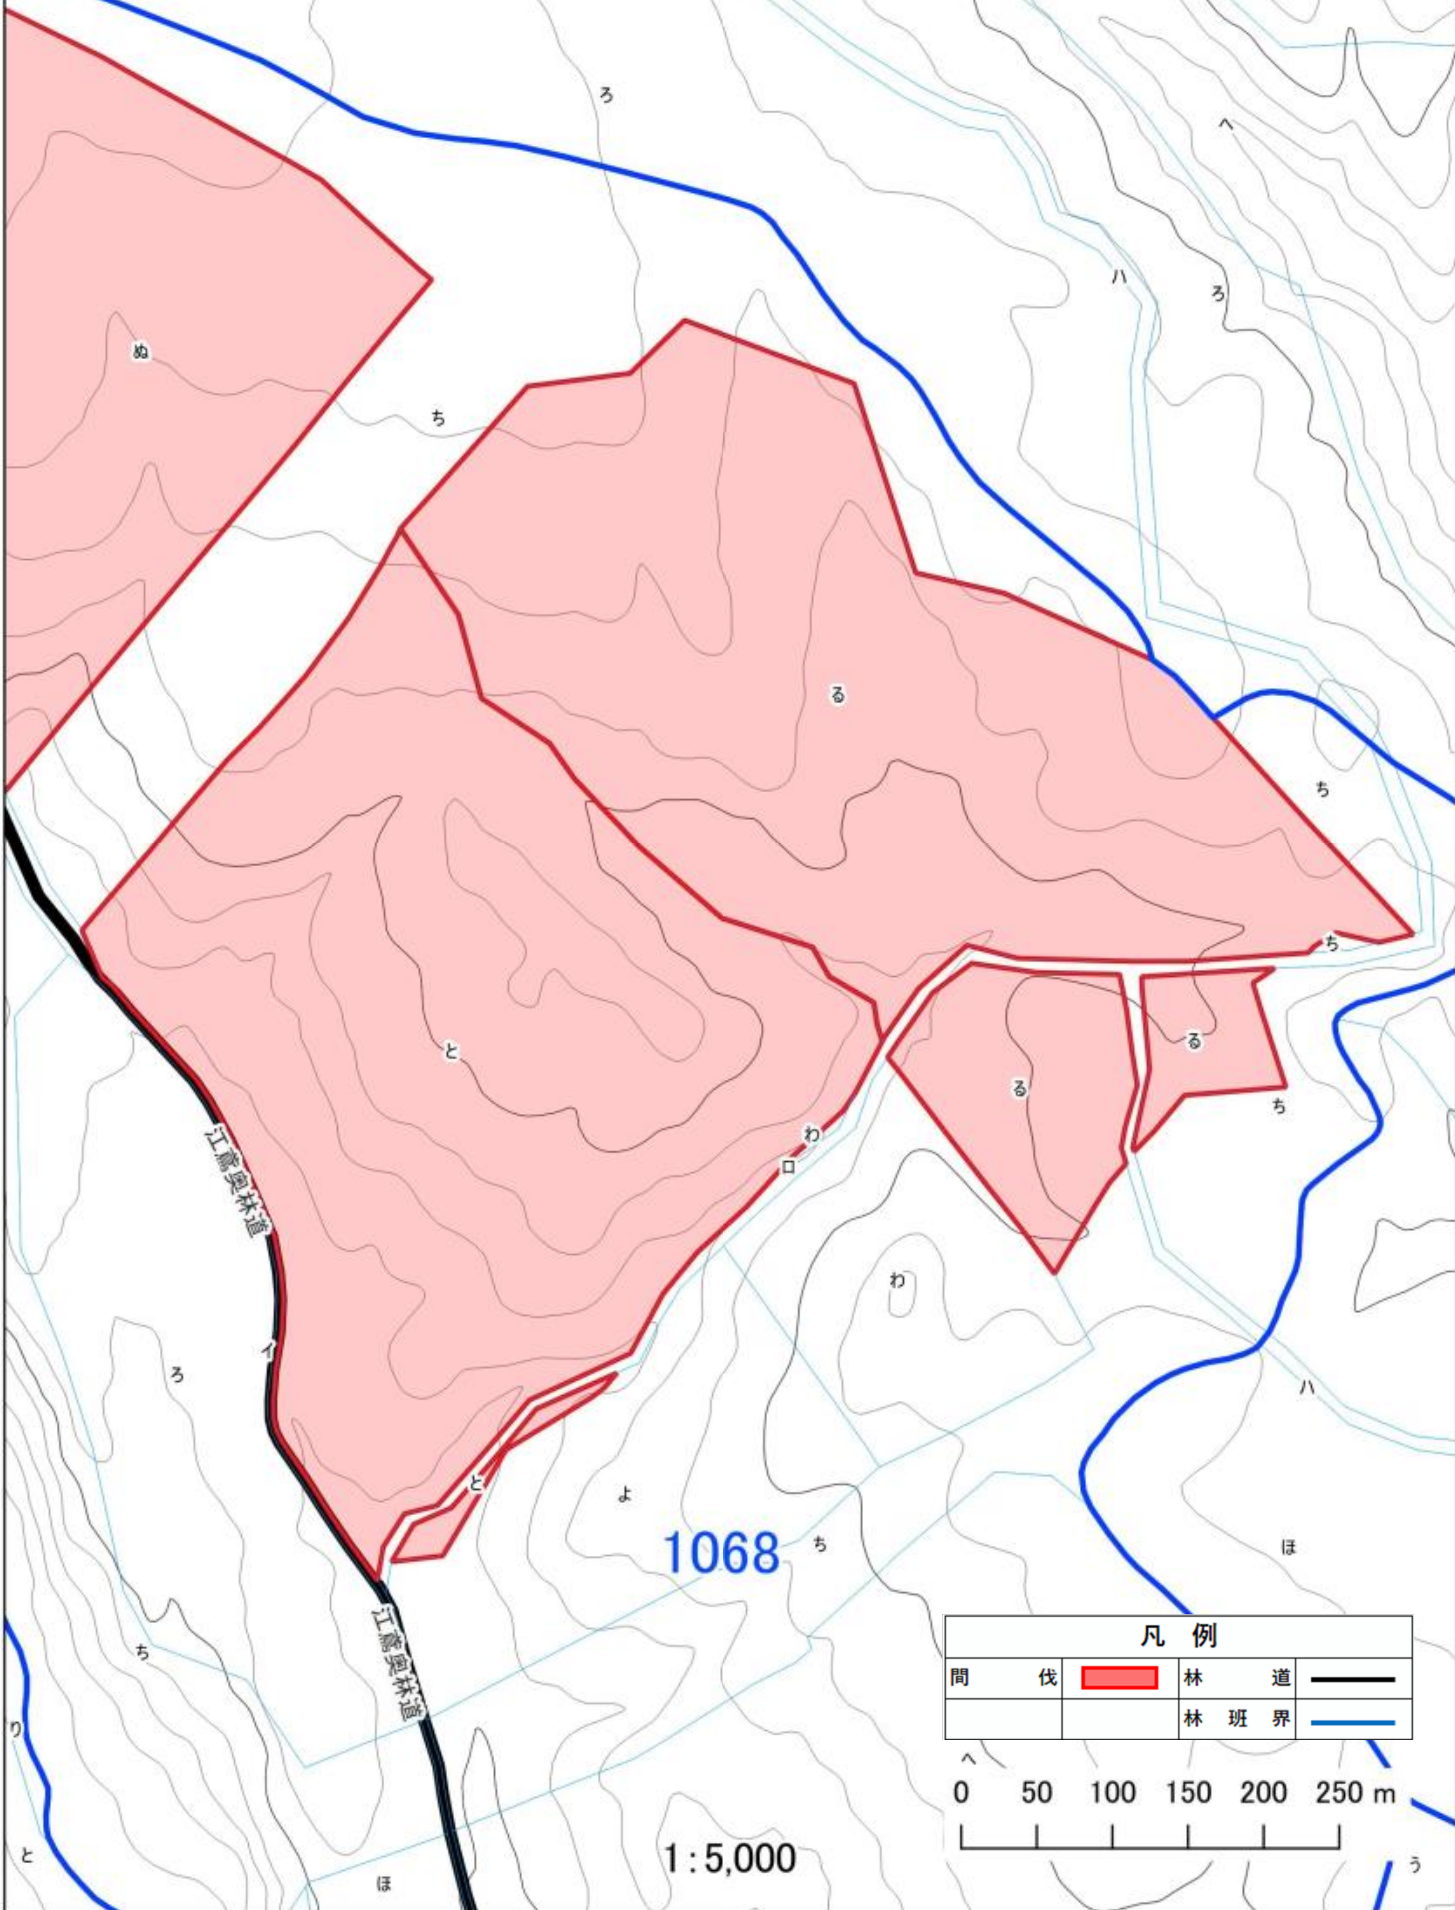 ろ
へ
ハ
ろ
ぬ
ち
る
ち
ち
る
と
る
ち
わ
ロ
江鳶奥林道
わ
イ
ろ
ハ
と
よ
ち
ほ
1068
江鳶奥林道
ち
り
凡 例
間 伐
林 道
林 班 界
へ
0 50 100 150 200 250 m
1:5,000
と
ほ
う